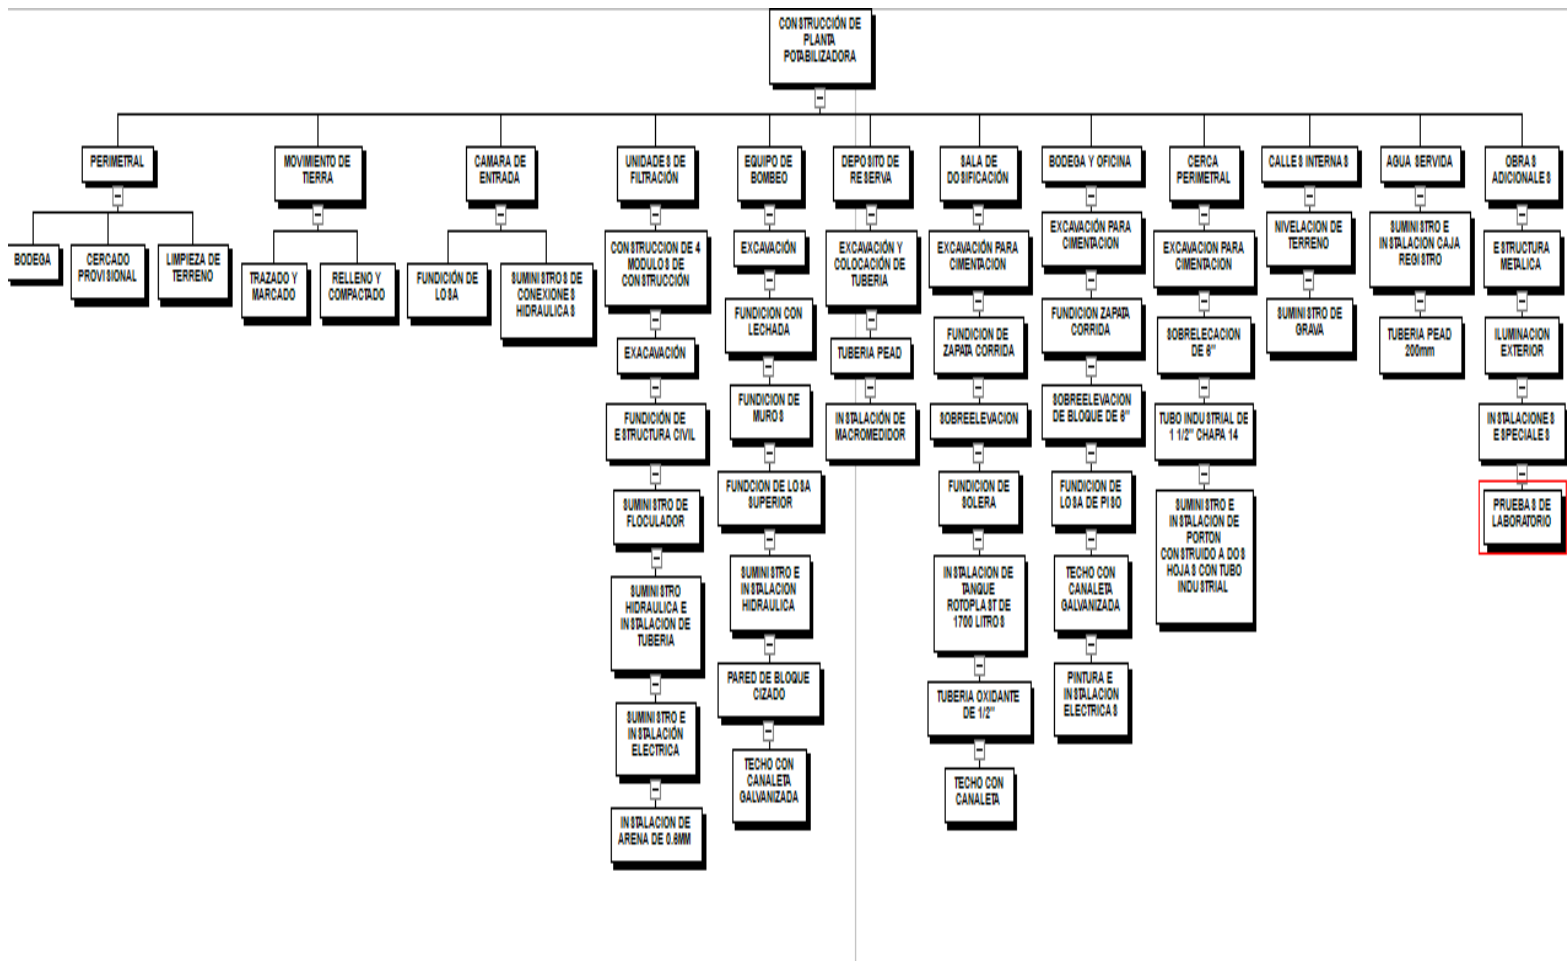 CONSTRUCCIÓN DE
PLANTA
POTABILIZADORA
PERIMETRAL
BODEGA
CERCADO
PROVISIONAL
LIMPIEZA DE
TERRENO
MOVIMIENTO DE
TIERRA
TRAZADO Y
MARCADO
RELLENO Y
COMPACTADO
CAMARA DE
ENTRADA
FUNDICIÓN DE
LOSA
SUMINISTROS DE
CONEXIONES
HIDRAULICAS
UNIDADES DE
FILTRACIÓN
CONSTRUCCION DE 4
MODULOS DE
CONSTRUCCIÓN
EXACAVACIÓN
FUNDICIÓN DE
ESTRUCTURA CIVIL
SUMINISTRO DE
FLOCULADOR
SUMINISTRO
HIDRAULICA E
INSTALACION DE
TUBERIA
SUMINISTRO E
INSTALACIÓN
ELECTRICA
INSTALACION DE
ARENA DE 0.6MM
EQUIPO DE
BOMBEO
EXCAVACIÓN
FUNDICION CON
LECHADA
FUNDICION DE
MUROS
FUNDCION DE LOSA
SUPERIOR
SUMINISTRO E
INSTALACION
HIDRAULICA
PARED DE BLOQUE
CIZADO
TECHO CON
CANALETA
GALVANIZADA
DEPOSITO DE
RESERVA
EXCAVACIÓN Y
COLOCACIÓN DE
TUBERIA
TUBERIA PEAD
INSTALACIÓN DE
MACROMEDIDOR
SALA DE
DOSIFICACIÓN
EXCAVACIÓN PARA
CIMENTACION
FUNDICION DE
ZAPATA CORRIDA
SOBREELEVACION
FUNDICION DE
SOLERA
INSTALACION DE
TANQUE
ROTOPLAST DE
1700 LITROS
TUBERIA OXIDANTE
DE 1/2"
TECHO CON
CANALETA
BODEGA Y OFICINA
EXCAVACIÓN PARA
CIMENTACION
FUNDICION ZAPATA
CORRIDA
SOBREELEVACION
DE BLOQUE DE 6"
FUNDICION DE
LOSA DE PISO
TECHO CON
CANALETA
GALVANIZADA
PINTURA E
INSTALACION
ELECTRICAS
CERCA
PERIMETRAL
EXCAVACION PARA
CIMENTACION
SOBRELECACION
DE 6"
TUBO INDUSTRIAL DE
1 1/2" CHAPA 14
SUMINISTRO E
INSTALACION DE
PORTON
CONSTRUIDO A DOS
HOJAS CON TUBO
INDUSTRIAL
CALLES INTERNAS
NIVELACION DE
TERRENO
SUMINISTRO DE
GRAVA
AGUA SERVIDA
SUMINISTRO E
INSTALACION CAJA
REGISTRO
TUBERIA PEAD
200mm
OBRAS
ADICIONALES
ESTRUCTURA
METALICA
ILUMINACION
EXTERIOR
INSTALACIONES
ESPECIALES
PRUEBAS DE
LABORATORIO